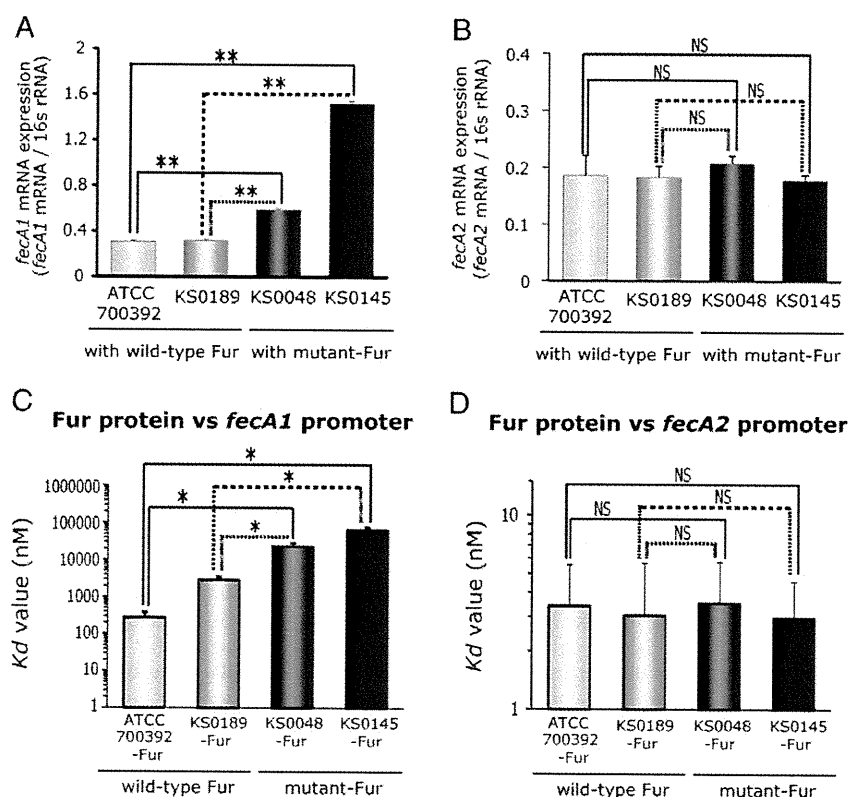 A
fecA1 mRNA expression
(fecA1 mRNA / 16s rRNA)
2
1.6
1.2
0.8
0.4
0
**
**
**
**
ATCC
700392
KS0189
KS0048
KS0145
with wild-type Fur
with mutant-Fur
B
fecA2 mRNA expression
(fecA2 mRNA / 16s rRNA)
0.4
0.3
0.2
0.1
0
NS
NS
NS
NS
ATCC
700392
KS0189
KS0048
KS0145
with wild-type Fur
with mutant-Fur
C
Fur protein vs fecA1 promoter
Kd value (nM)
1000000
100000
10000
1000
100
10
1
*
*
*
*
ATCC
700392
-Fur
KS0189
-Fur
KS0048
-Fur
KS0145
-Fur
wild-type Fur
mutant-Fur
D
Fur protein vs fecA2 promoter
Kd value (nM)
10
1
NS
NS
NS
NS
ATCC
700392
-Fur
KS0189
-Fur
KS0048
-Fur
KS0145
-Fur
wild-type Fur
mutant-Fur